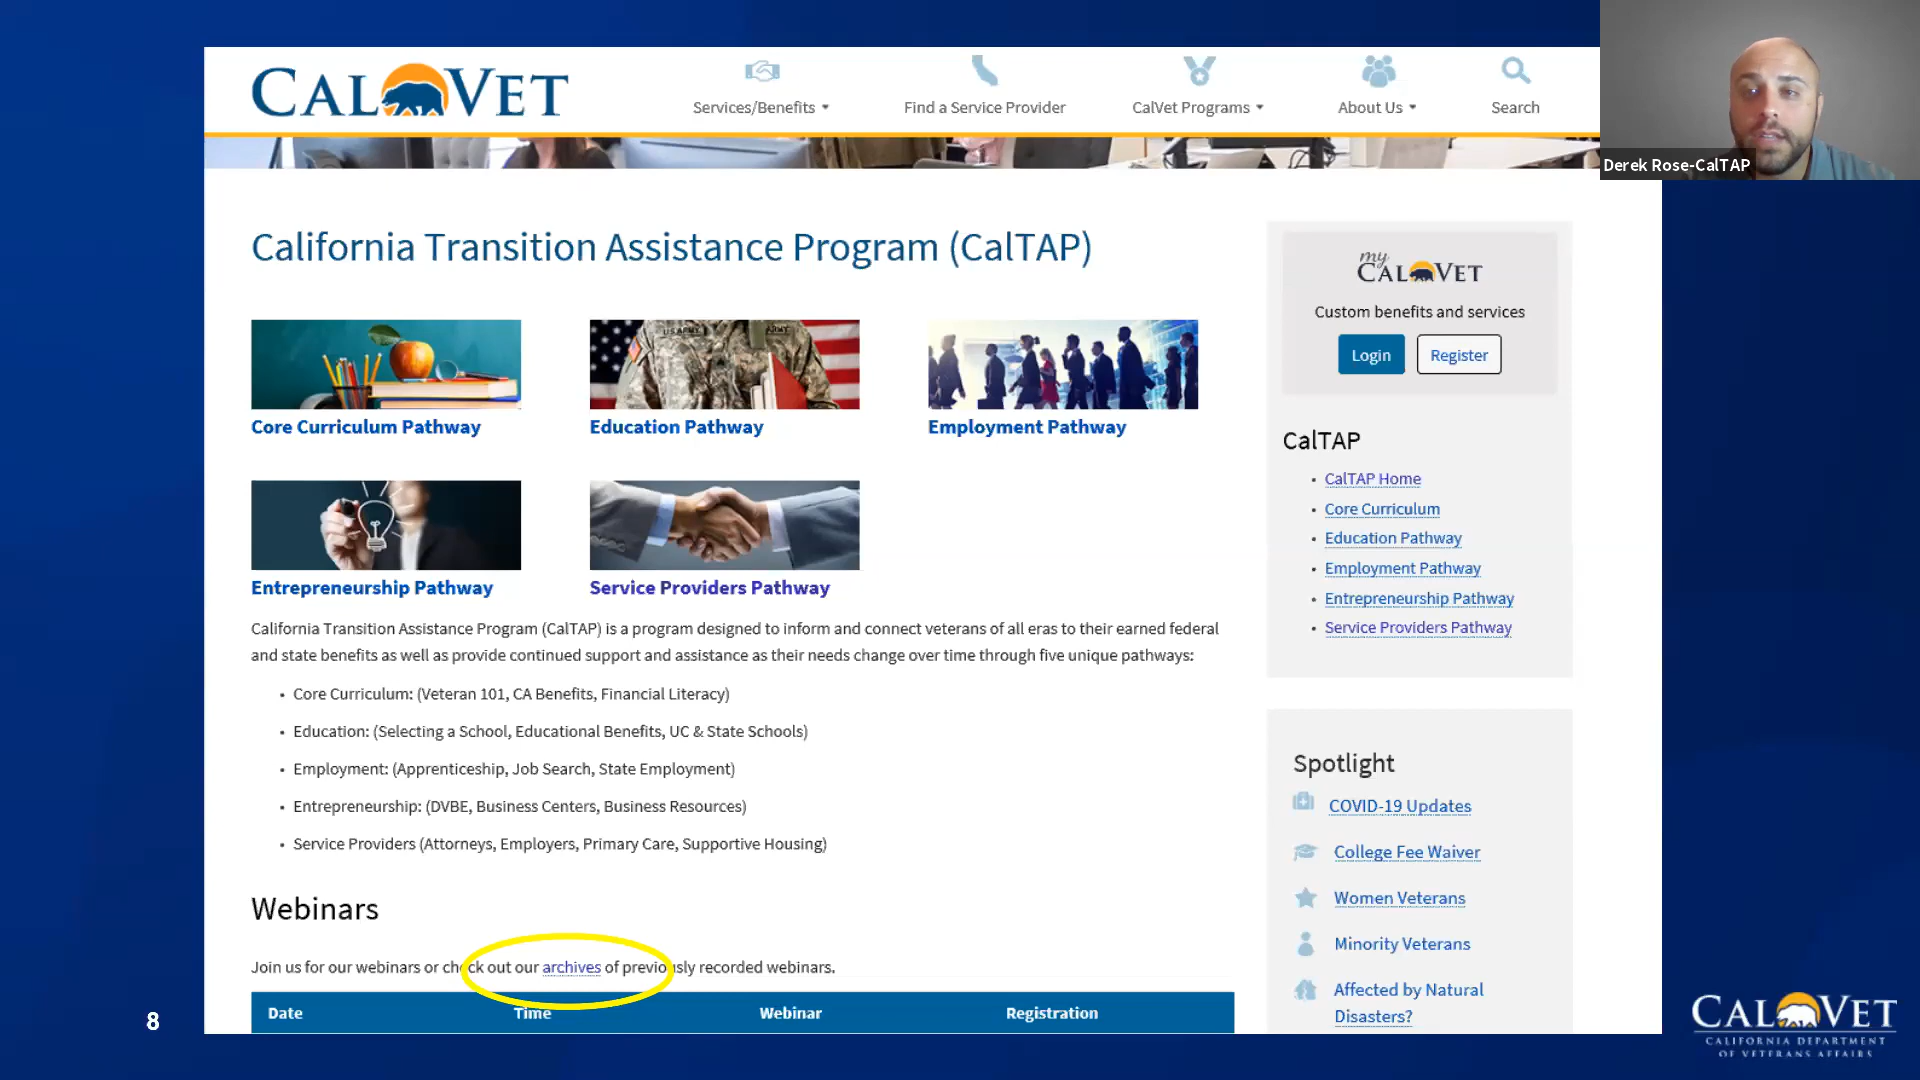 CALVET
Services/Benefits
Find a Service Provider
CalVet Programs
About Us
Search
Derek Rose-CalTAP
California Transition Assistance Program (CalTAP)
U.S. ARMY
ARMY
Core Curriculum Pathway
Education Pathway
Employment Pathway
Entrepreneurship Pathway
Service Providers Pathway
California Transition Assistance Program (CalTAP) is a program designed to inform and connect veterans of all eras to their earned federal
and state benefits as well as provide continued support and assistance as their needs change over time through five unique pathways:
• Core Curriculum: (Veteran 101, CA Benefits, Financial Literacy)
• Education: (Selecting a School, Educational Benefits, UC & State Schools)
• Employment: (Apprenticeship, Job Search, State Employment)
• Entrepreneurship: (DVBE, Business Centers, Business Resources)
• Service Providers (Attorneys, Employers, Primary Care, Supportive Housing)
Webinars
Join us for our webinars or check out our archives of previously recorded webinars.
Date Time Webinar Registration
my
CALVET
Custom benefits and services
Login Register
CalTAP
• CalTAP Home
• Core Curriculum
• Education Pathway
• Employment Pathway
• Entrepreneurship Pathway
• Service Providers Pathway
Spotlight
COVID-19 Updates
College Fee Waiver
Women Veterans
Minority Veterans
Affected by Natural
Disasters?
8
CALVET
CALIFORNIA DEPARTMENT
OF VETERANS AFFAIRS